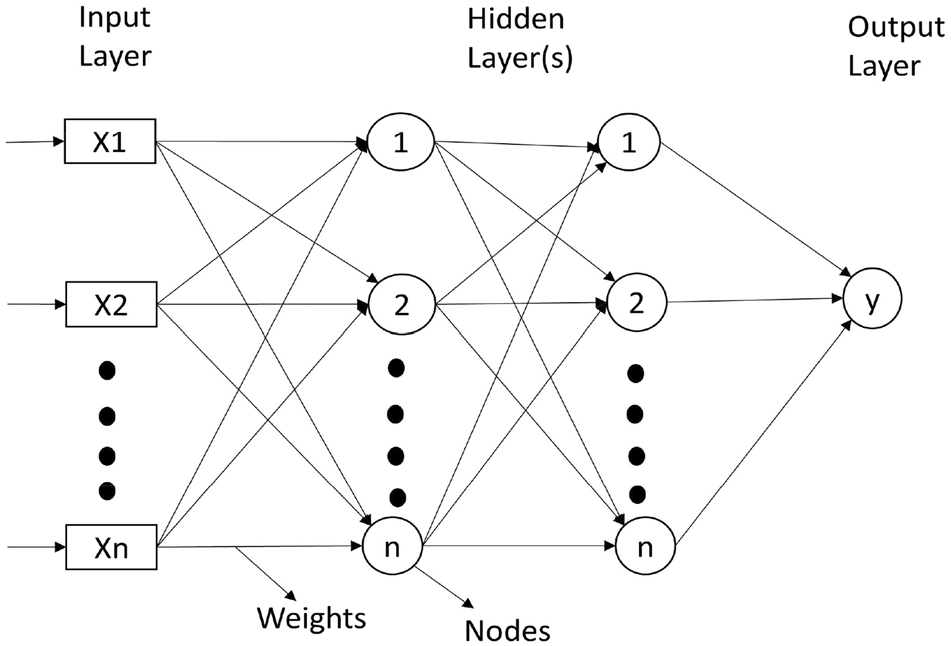 Input
Layer
Hidden
Layer(s)
Output
Layer
X1
1
1
X2
2
2
y
Xn
n
n
Weights
Nodes